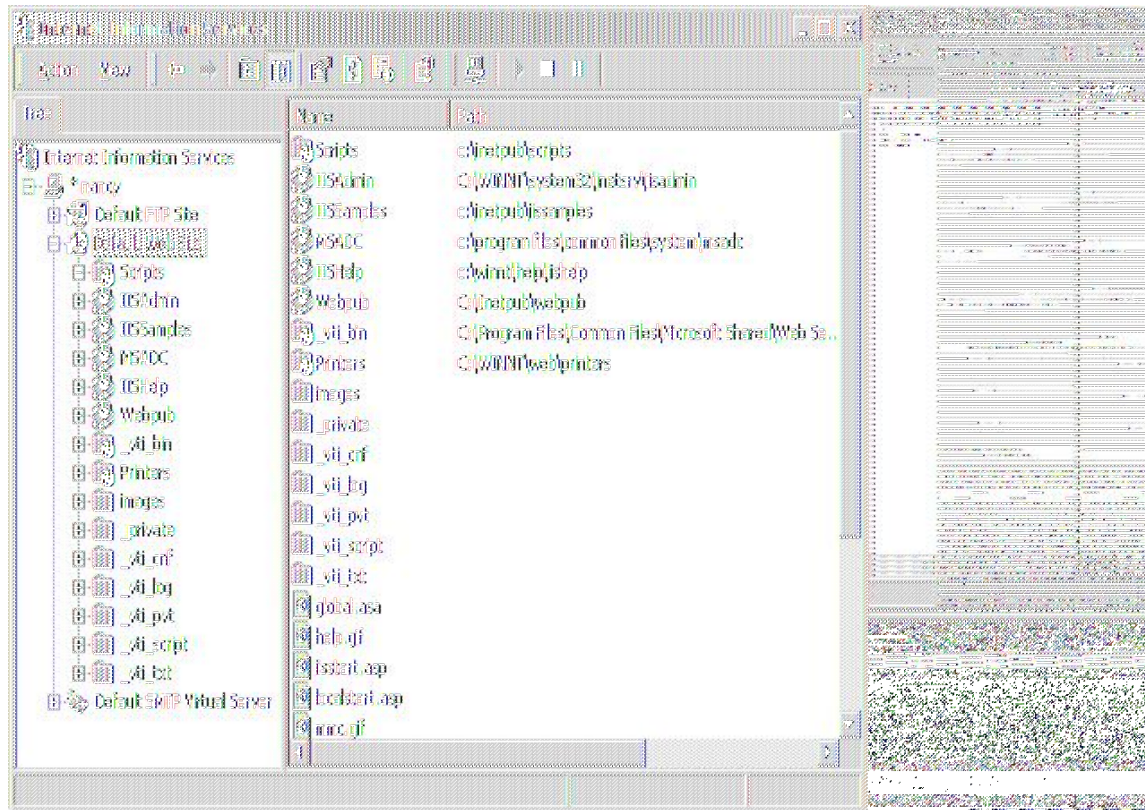 Internet Information Services
Action View
Tree
Name Path
Internet Information Services
* nancy
Default FTP Site
Default Web Site
Scripts
IISAdmin
IISSamples
MSADC
IISHelp
Webpub
_vti_bin
Printers
images
_private
_vti_cnf
_vti_log
_vti_pvt
_vti_script
_vti_txt
Default SMTP Virtual Server
Scripts c:\inetpub\scripts
IISAdmin C:\WINNT\system32\inetsrv\iisadmin
IISSamples c:\inetpub\iissamples
MSADC c:\program files\common files\system\msadc
IISHelp c:\winnt\help\iishelp
Webpub C:\Inetpub\webpub
_vti_bin C:\Program Files\Common Files\Microsoft Shared\Web Se...
Printers C:\WINNT\web\printers
images
_private
_vti_cnf
_vti_log
_vti_pvt
_vti_script
_vti_txt
global.asa
help.gif
iisstart.asp
localstart.asp
mmc.gif